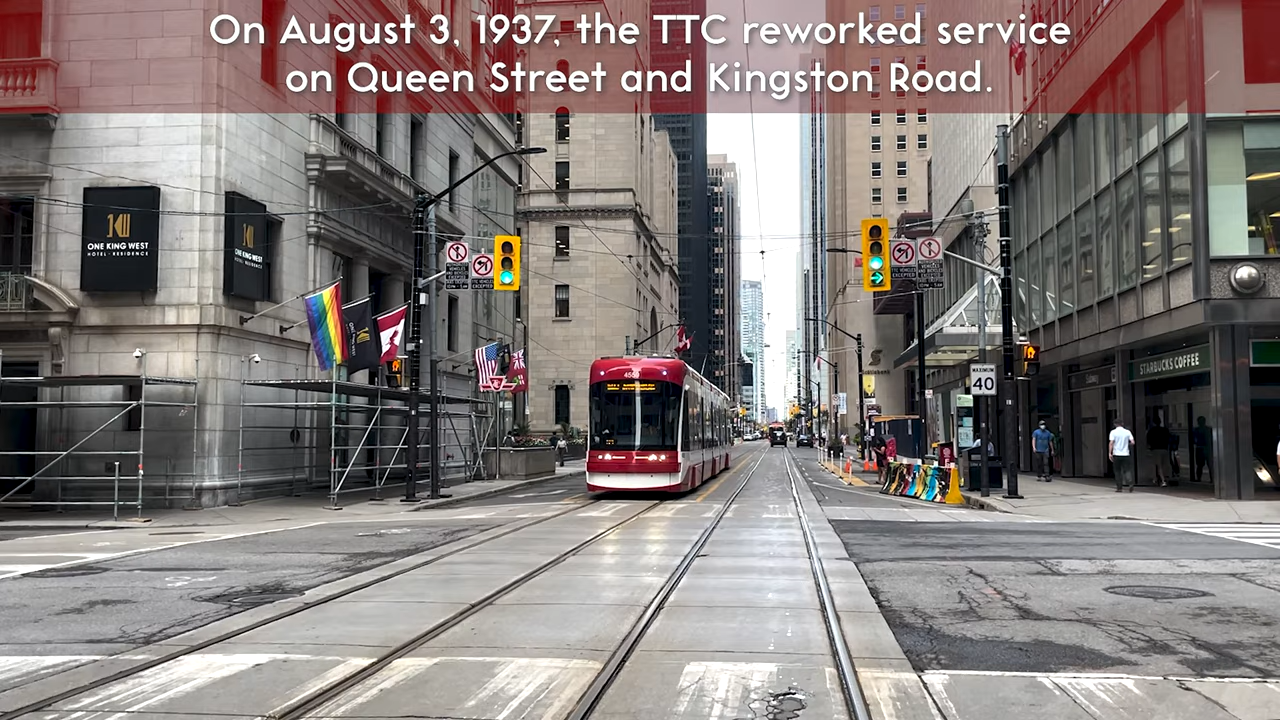 On August 3, 1937, the TTC reworked service
on Queen Street and Kingston Road.
ONE KING WEST
HOTEL · RESIDENCE
ONE KING WEST
4550
MAXIMUM
40
STARBUCKS COFFEE